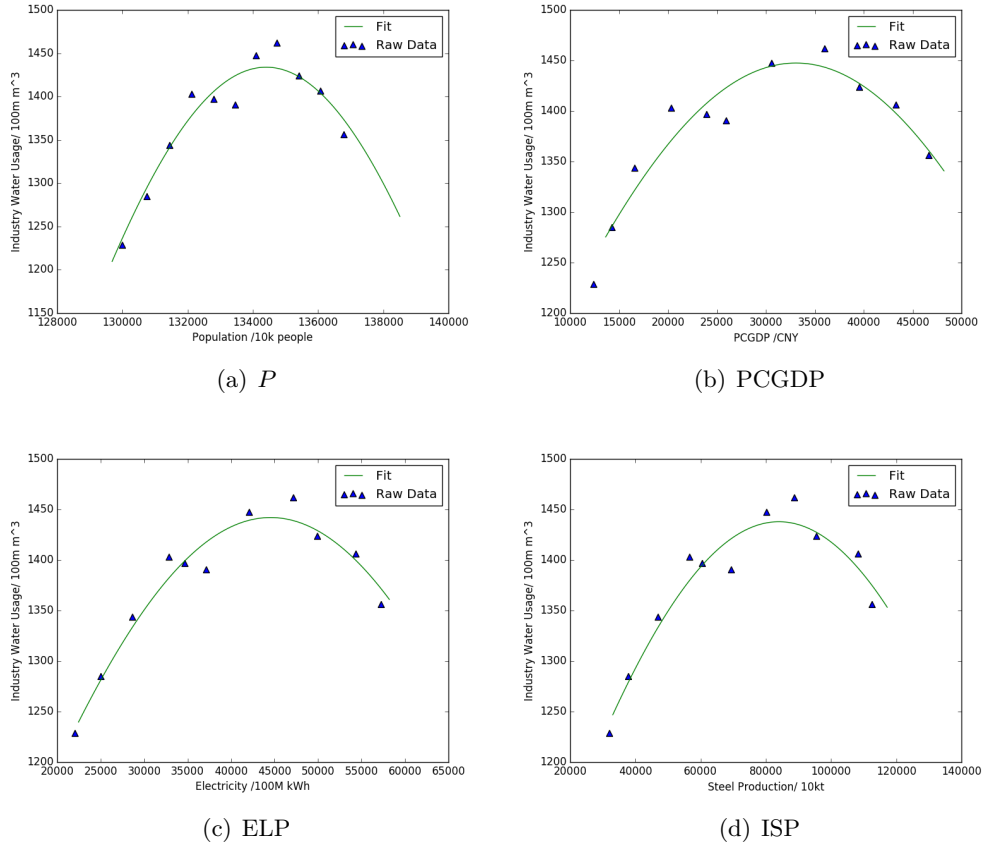 1500
1450
1400
1350
1300
1250
1200
1150
Industry Water Usage/ 100m m^3
Fit
Raw Data
128000 130000 132000 134000 136000 138000 140000
Population /10k people
(a) P
1500
1450
1400
1350
1300
1250
1200
Industry Water Usage/ 100m m^3
Fit
Raw Data
10000 15000 20000 25000 30000 35000 40000 45000 50000
PCGDP /CNY
(b) PCGDP
1500
1450
1400
1350
1300
1250
1200
Industry Water Usage/ 100m m^3
Fit
Raw Data
20000 25000 30000 35000 40000 45000 50000 55000 60000 65000
Electricity /100M kWh
(c) ELP
1500
1450
1400
1350
1300
1250
1200
Industry Water Usage/ 100m m^3
Fit
Raw Data
20000 40000 60000 80000 100000 120000 140000
Steel Production/ 10kt
(d) ISP